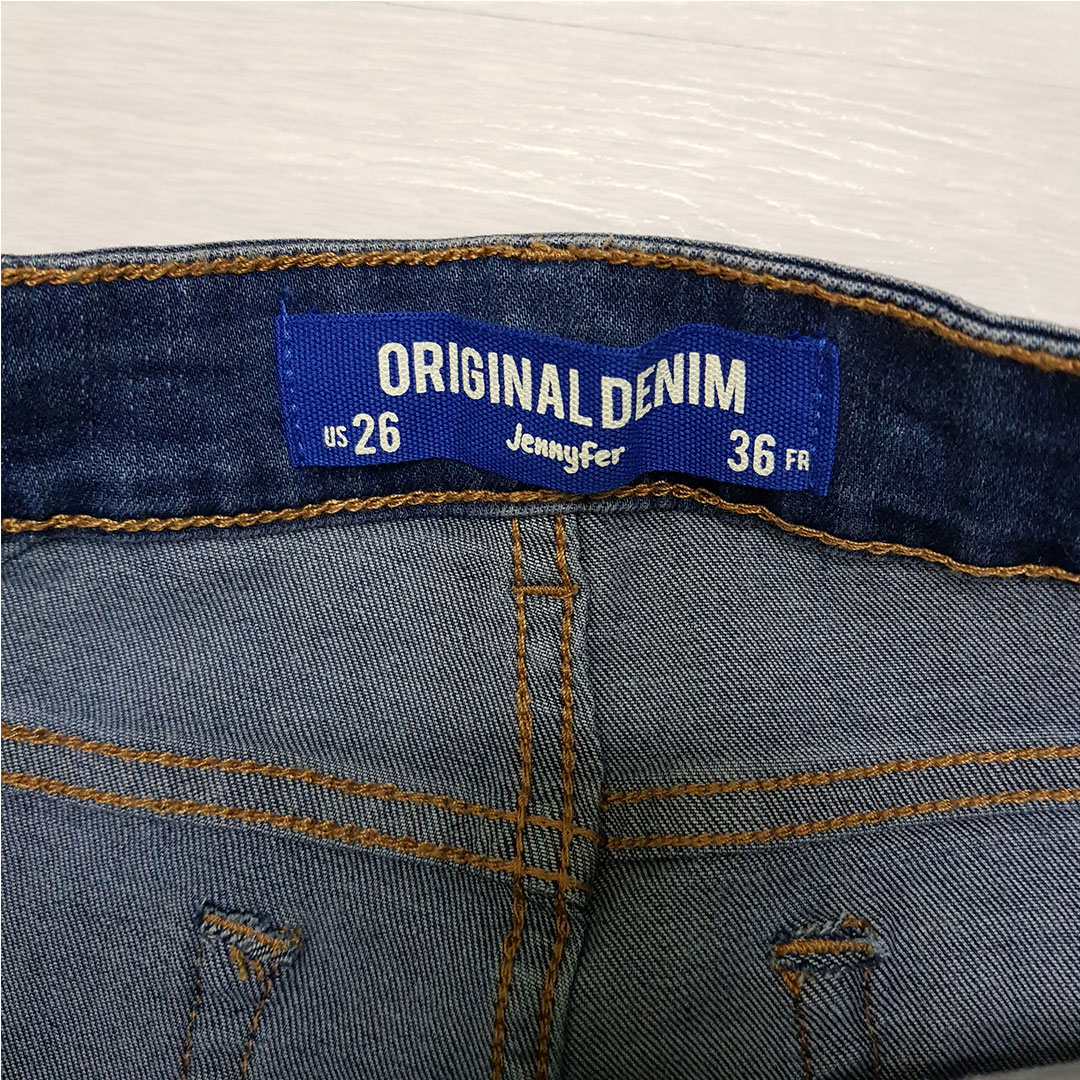 ORIGINAL DENIM
US 26 Jennyfer 36 FR